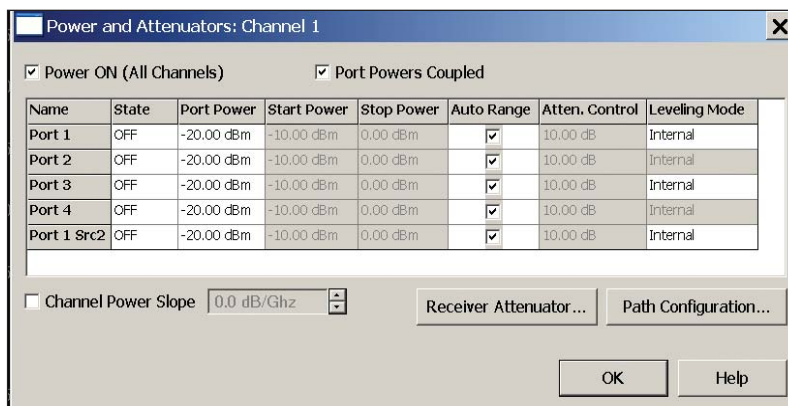 Power and Attenuators: Channel 1
Power ON (All Channels) Port Powers Coupled
Name State Port Power Start Power Stop Power Auto Range Atten. Control Leveling Mode
Port 1 OFF -20.00 dBm -10.00 dBm 0.00 dBm 10.00 dB Internal
Port 2 OFF -20.00 dBm -10.00 dBm 0.00 dBm 10.00 dB Internal
Port 3 OFF -20.00 dBm -10.00 dBm 0.00 dBm 10.00 dB Internal
Port 4 OFF -20.00 dBm -10.00 dBm 0.00 dBm 10.00 dB Internal
Port 1 Src2 OFF -20.00 dBm -10.00 dBm 0.00 dBm 10.00 dB Internal
Channel Power Slope 0.0 dB/Ghz Receiver Attenuator... Path Configuration...
OK Help